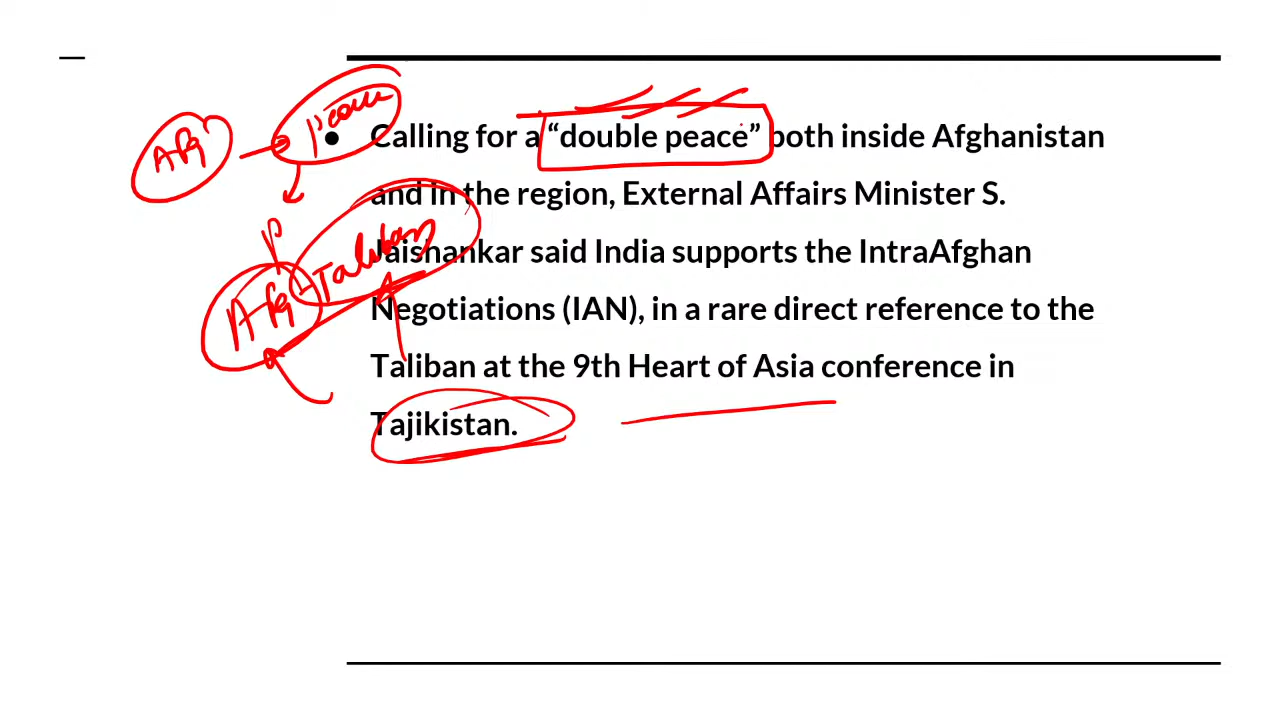 Afg
Peace
• Calling for a “double peace” both inside Afghanistan
and in the region, External Affairs Minister S.
Jaishankar said India supports the IntraAfghan
Negotiations (IAN), in a rare direct reference to the
Taliban at the 9th Heart of Asia conference in
Tajikistan.
P
Afg - Taliban